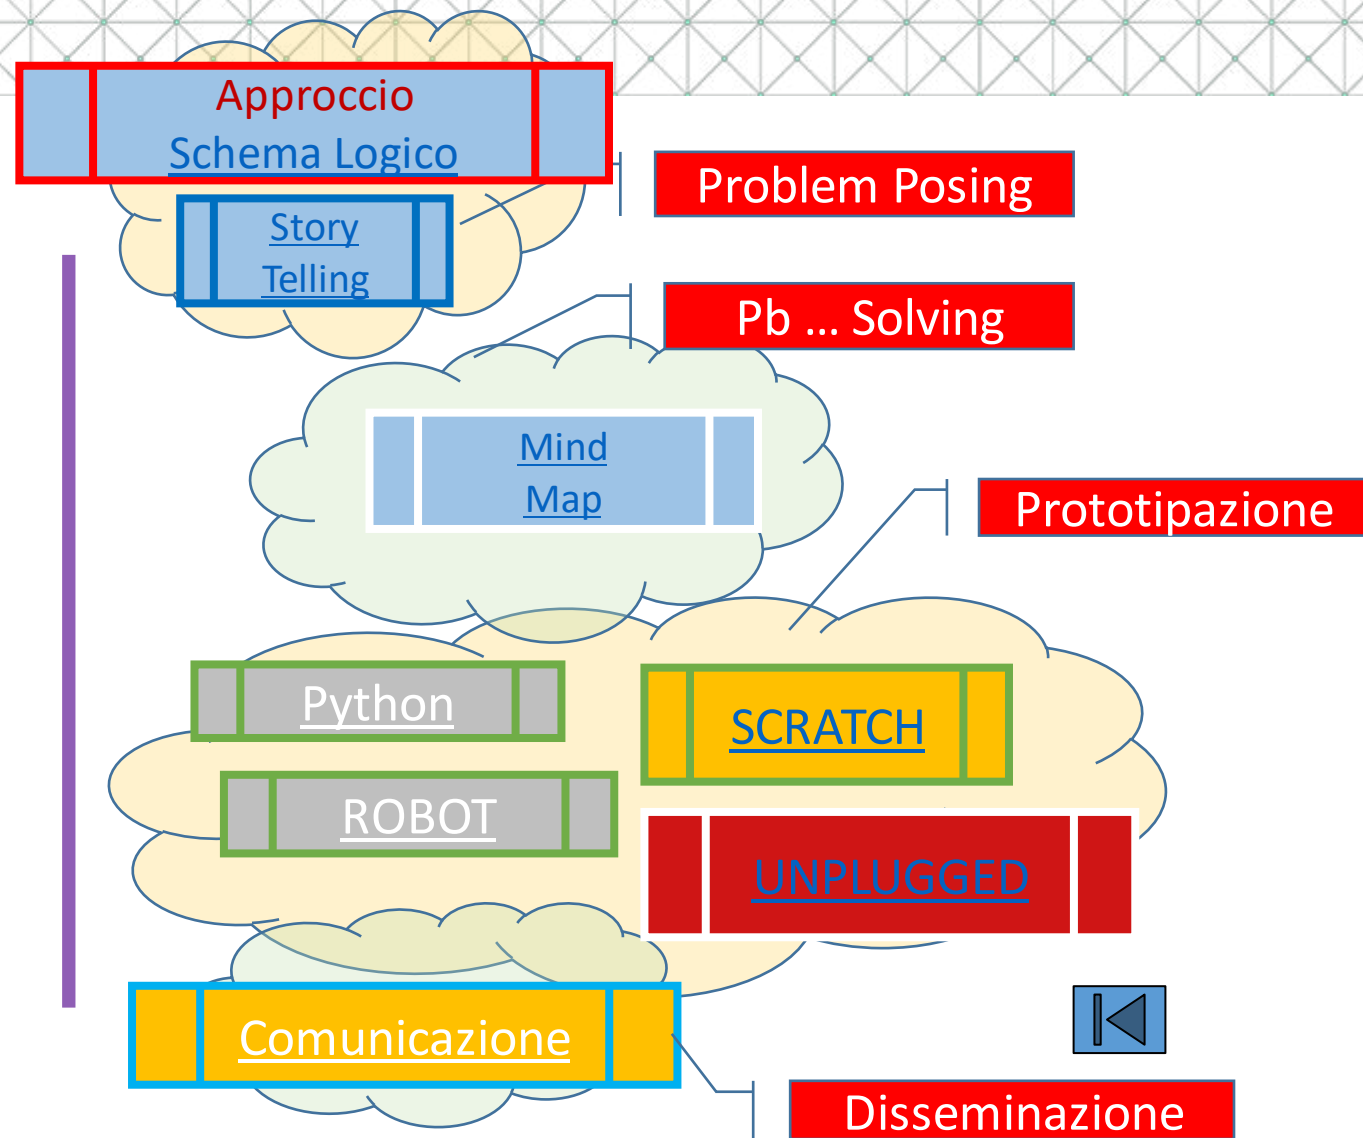 Approccio
Schema Logico
Problem Posing
Story
Telling
Pb ... Solving
Mind
Map
Prototipazione
Python
SCRATCH
ROBOT
UNPLUGGED
Comunicazione
Disseminazione